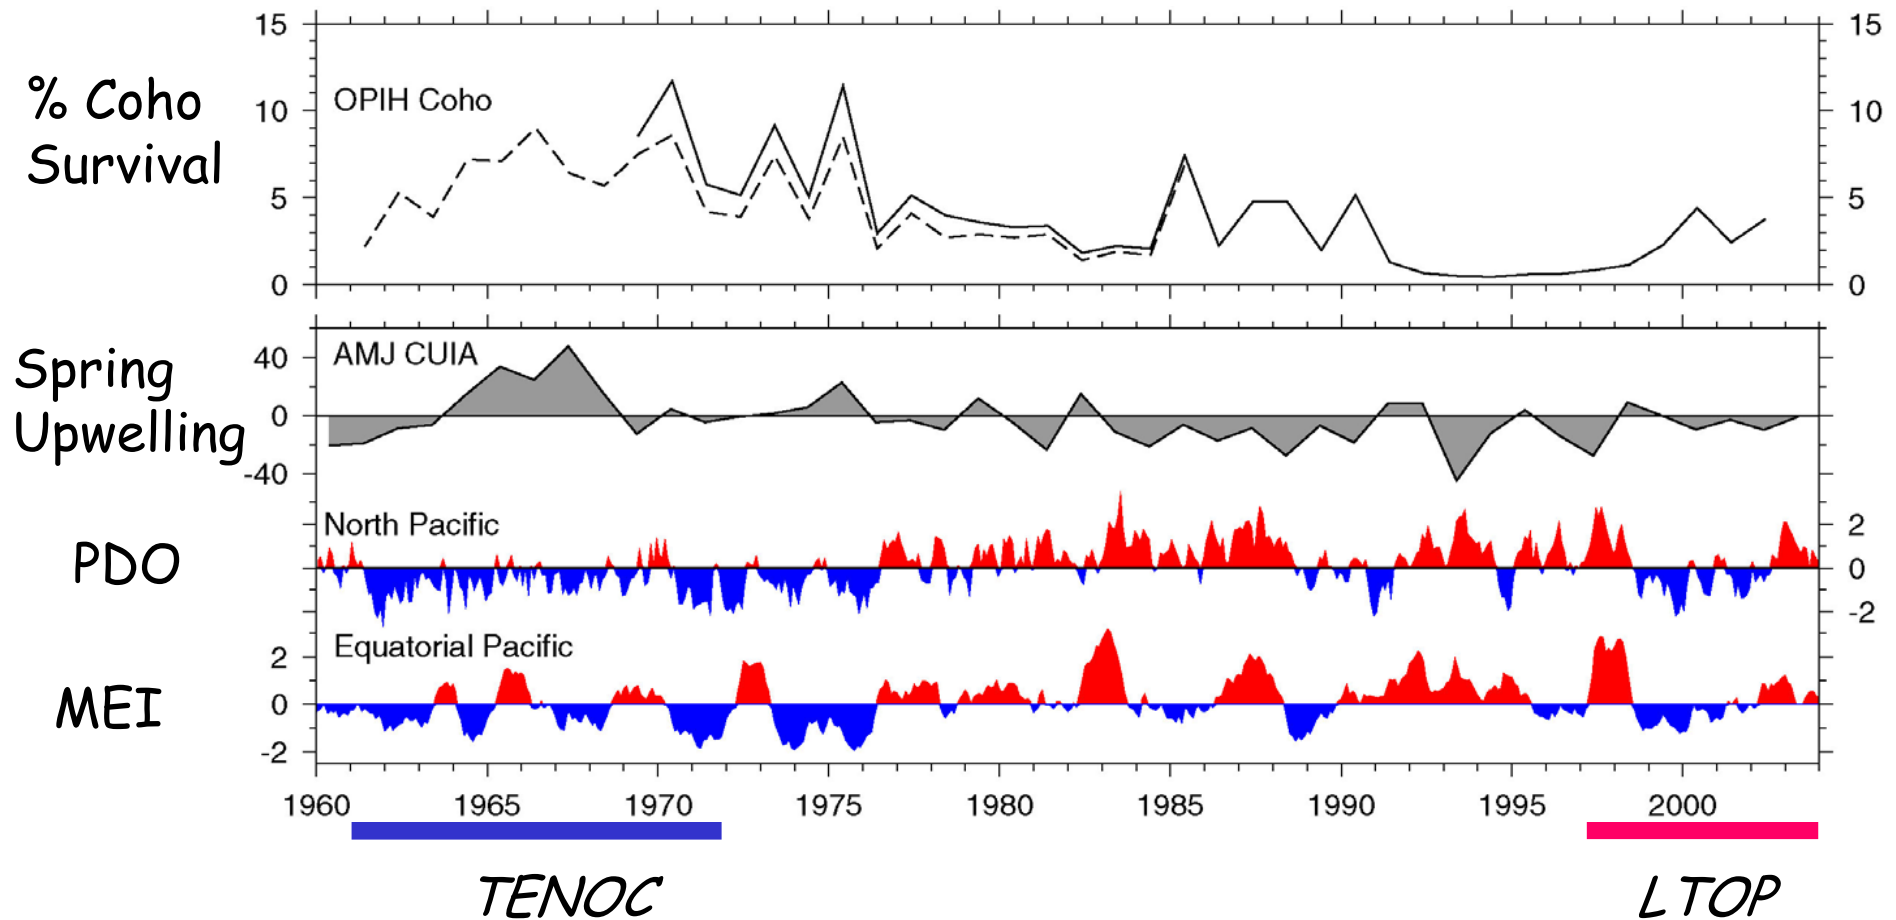 15
15
% Coho
Survival
OPIH Coho
10
10
5
5
0
0
Spring
Upwelling
AMJ CUIA
40
0
-40
PDO
North Pacific
2
0
-2
MEI
Equatorial Pacific
2
0
-2
1960 1965 1970 1975 1980 1985 1990 1995 2000
TENOC
LTOP